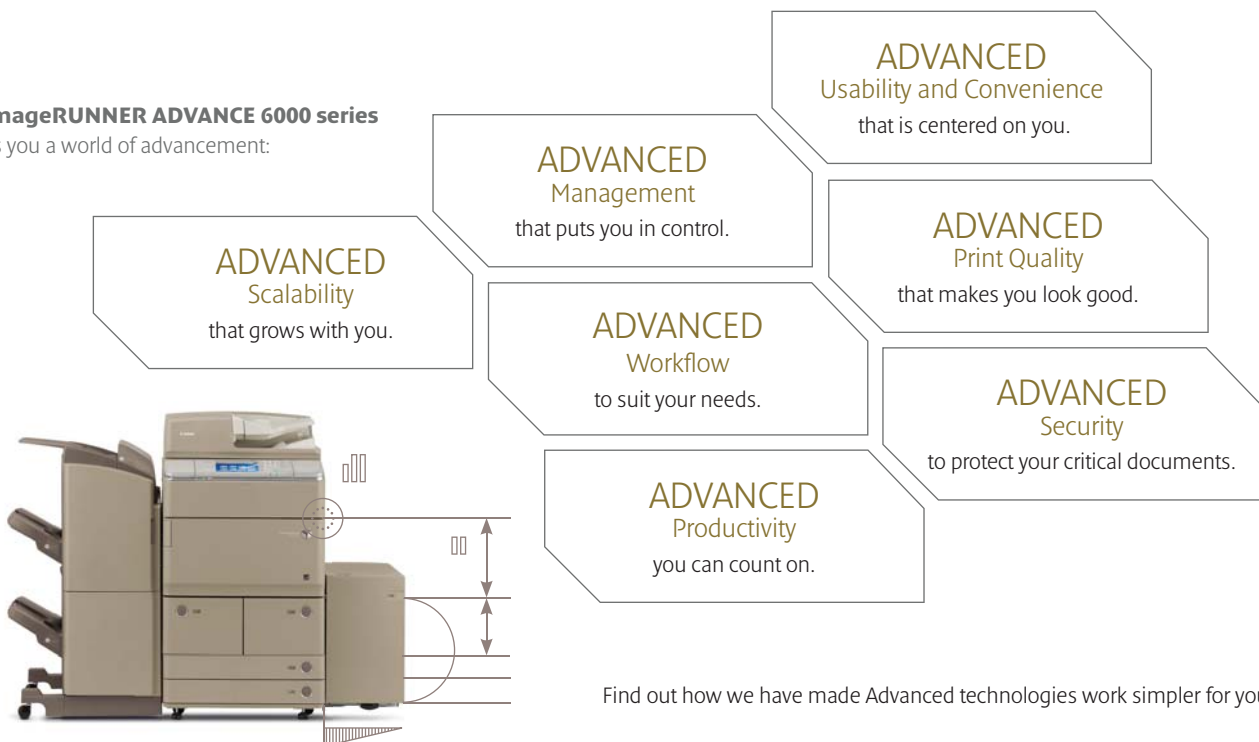 mageRUNNER ADVANCE 6000 series
s you a world of advancement:
ADVANCED
Usability and Convenience
that is centered on you.
ADVANCED
Management
that puts you in control.
ADVANCED
Print Quality
that makes you look good.
ADVANCED
Scalability
that grows with you.
ADVANCED
Workflow
to suit your needs.
ADVANCED
Security
to protect your critical documents.
ADVANCED
Productivity
you can count on.
Find out how we have made Advanced technologies work simpler for you